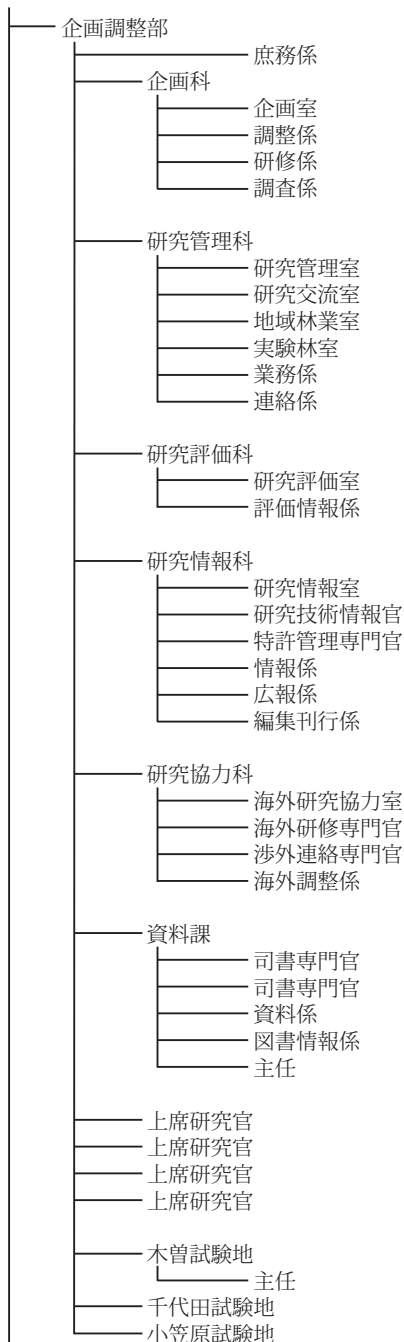 企画調整部
庶務係
企画科
企画室
調整係
研修係
調査係
研究管理科
研究管理室
研究交流室
地域林業室
実験林室
業務係
連絡係
研究評価科
研究評価室
評価情報係
研究情報科
研究情報室
研究技術情報官
特許管理専門官
情報係
広報係
編集刊行係
研究協力科
海外研究協力室
海外研修専門官
渉外連絡専門官
海外調整係
資料課
司書専門官
司書専門官
資料係
図書情報係
主任
上席研究官
上席研究官
上席研究官
上席研究官
木曽試験地
主任
千代田試験地
小笠原試験地